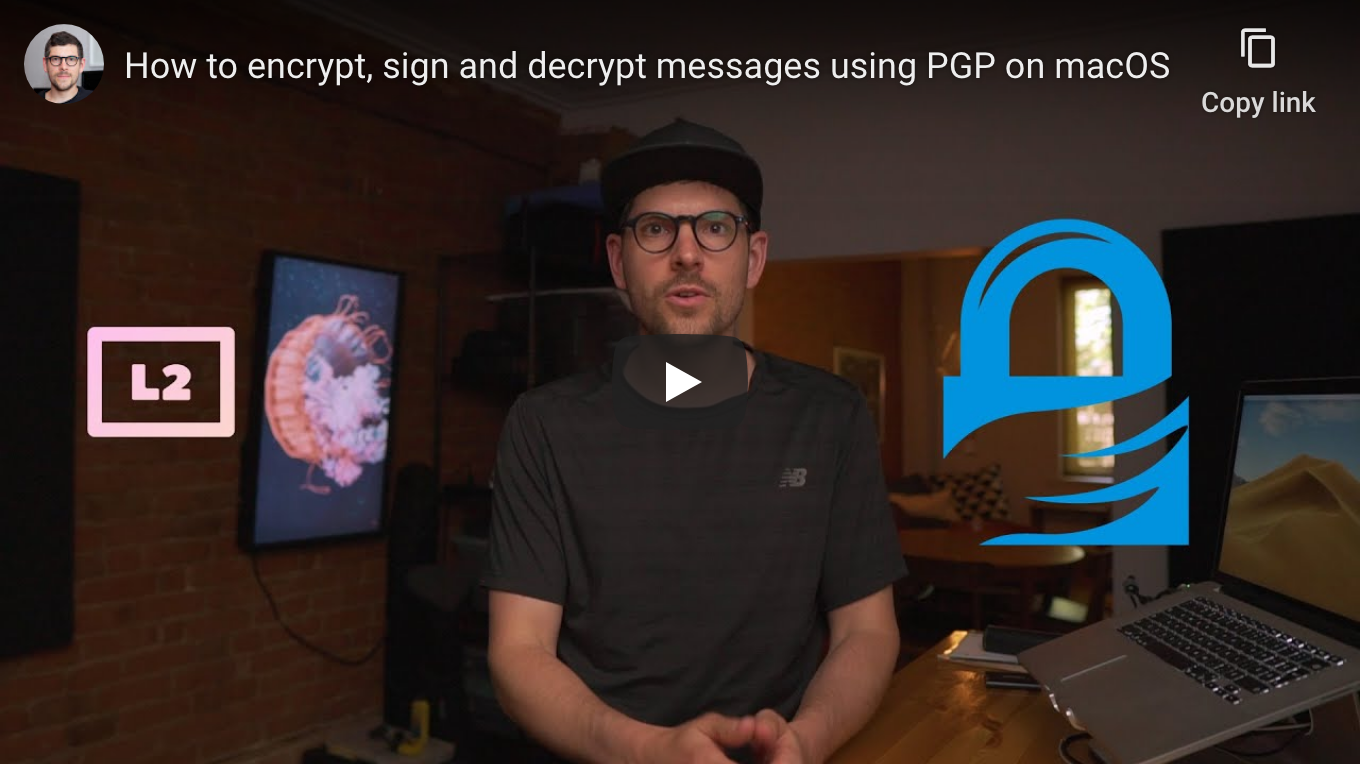 How to encrypt, sign and decrypt messages using PGP on macOS
Copy link
L2
NB